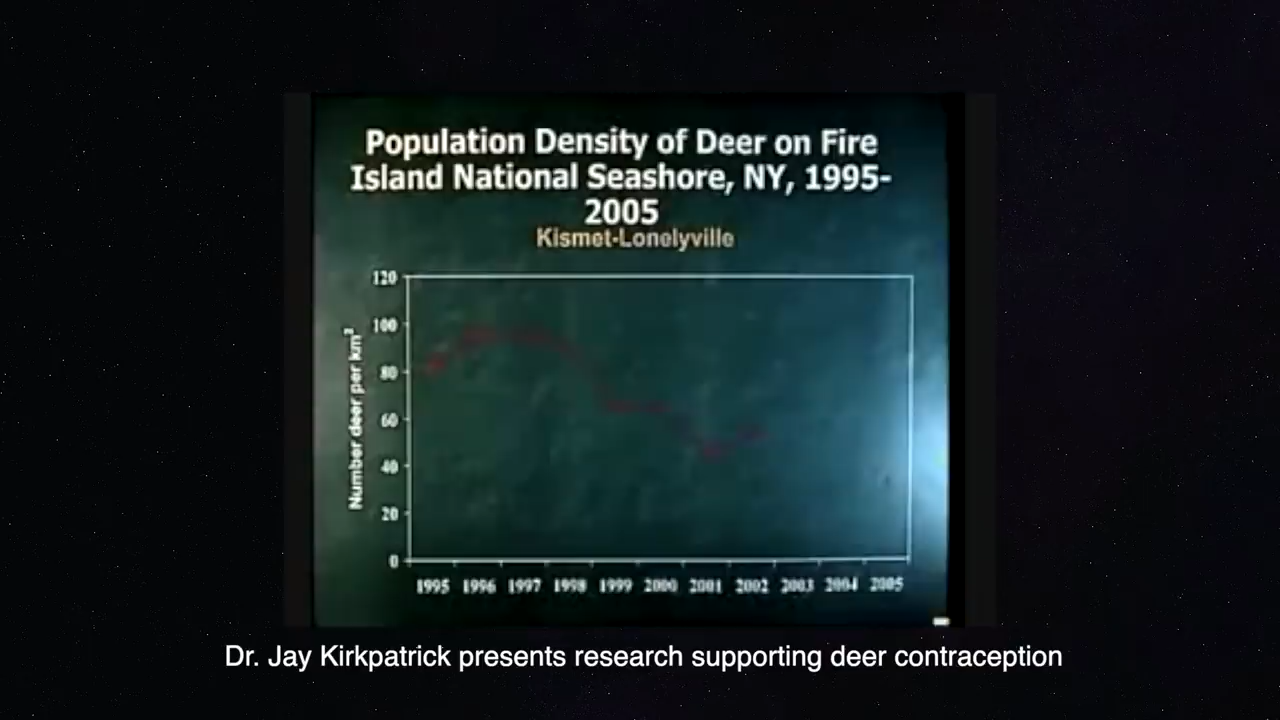 Population Density of Deer on Fire
Island National Seashore, NY, 1995-
2005
Kismet-Lonelyville
Number deer per km²
120
100
80
60
40
20
0
1995 1996 1997 1998 1999 2000 2001 2002 2003 2004 2005
Dr. Jay Kirkpatrick presents research supporting deer contraception